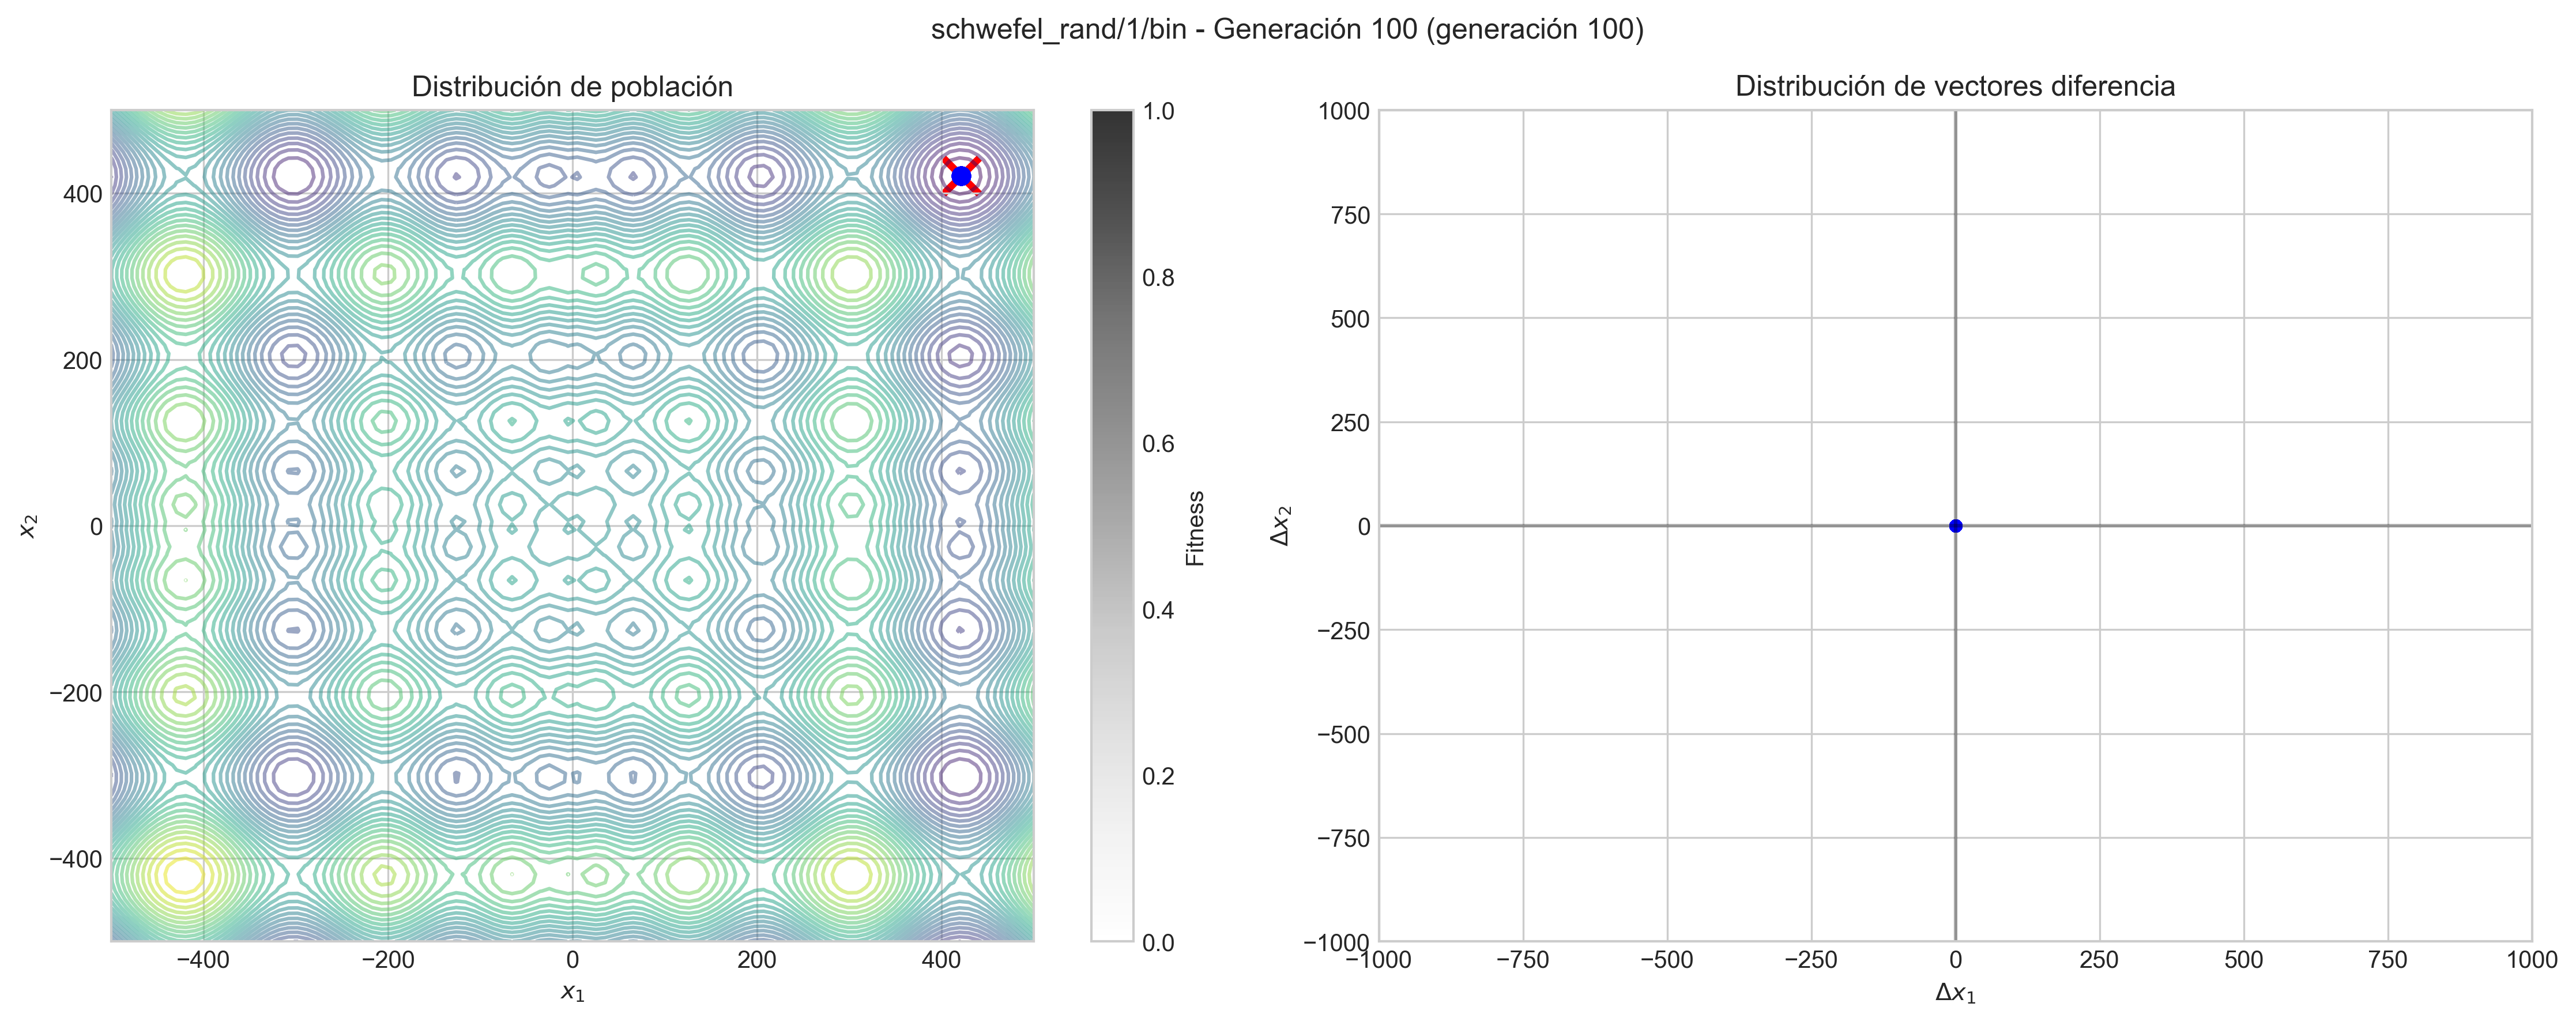 schwefel_rand/1/bin - Generación 100 (generación 100)
Distribución de población
400
200
0
−200
−400
−400 −200 0 200 400
x₁
x₂
1.0
0.8
0.6
0.4
0.2
0.0
Fitness
Distribución de vectores diferencia
1000
750
500
250
0
−250
−500
−750
−1000
−1000 −750 −500 −250 0 250 500 750 1000
Δx₁
Δx₂